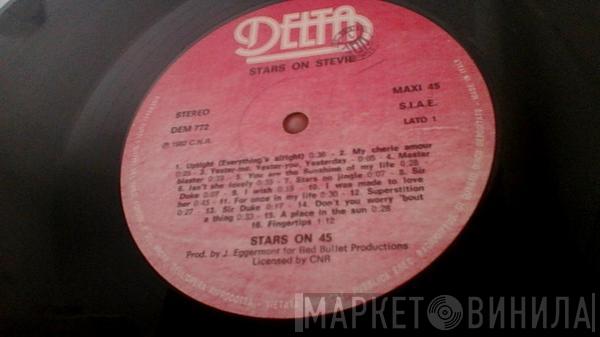 DELTA
STARS ON STEVIE
STEREO
MAXI 45
DEM 772
S.I.A.E.
℗ 1982 C.N.R.
LATO 1
1. Uptight (Everything's alright) 0:36 - 2. My cherie amour
0:25 - 3. Yester-me, Yester-you, Yesterday - 0:05 - 4. Master
blaster - 5. You are the Sunshine of my life 0:38 -
6. Isn't she lovely 0:33 - 7. Stars on jingle 0:07 - 8. Sir
Duke 0:07 - 9. I wish 0:15 - 10. I was made to love
her 0:45 - 11. For once in my life 0:30 - 12. Superstition
0:27 - 13. Sir Duke 0:17 - 14. Don't you worry 'bout
a thing 0:33 - 15. A place in the sun 0:28
16. Fingertips 1:12
STARS ON 45
Prod. by J. Eggermont for Red Bullet Productions
Licensed by CNR
MADE IN ITALY
МАРКЕТ ВИНИЛА